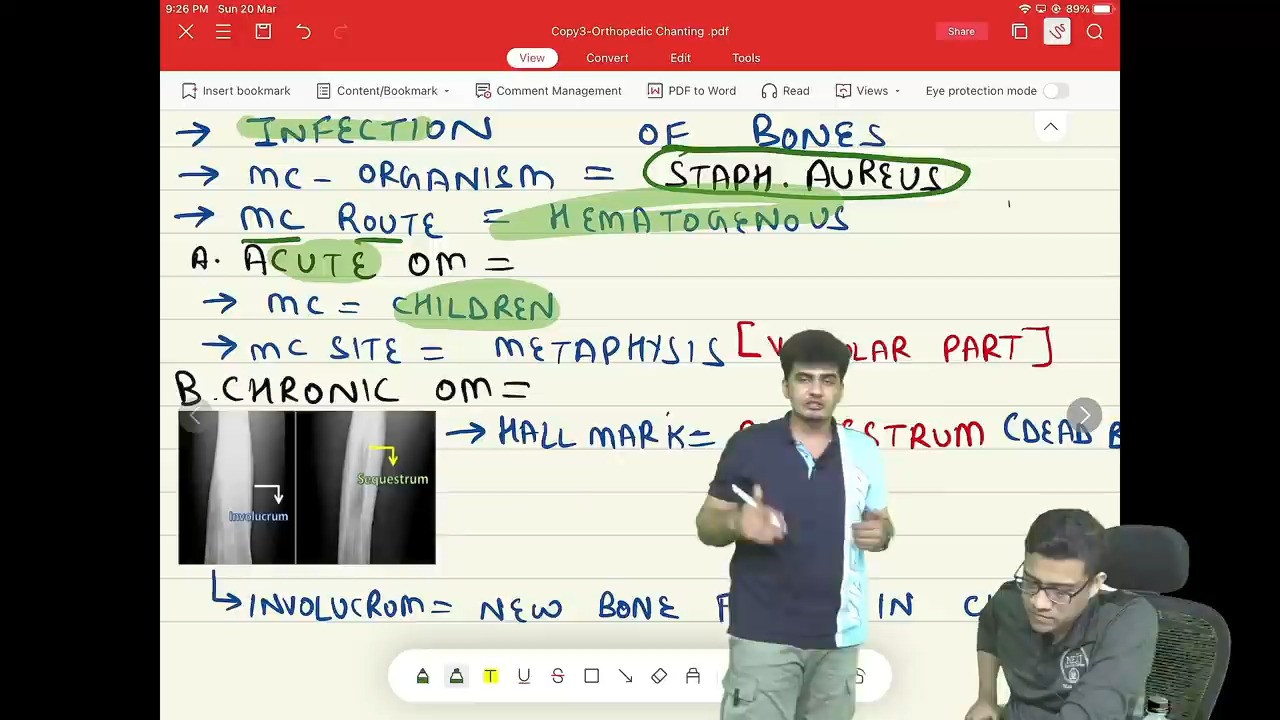 9:26 PM Sun 20 Mar 89%
Copy3-Orthopedic Chanting .pdf
Share
View Convert Edit Tools
Insert bookmark Content/Bookmark Comment Management PDF to Word Read Views Eye protection mode
→ INFECTION OF BONES
→ MC - ORGANISM = STAPH. AUREUS
→ MC ROUTE = HEMATOGENOUS
A. ACUTE OM =
→ MC = CHILDREN
→ MC SITE = METAPHYSIS [ PART]
B. CHRONIC OM =
→ HALL MARK = (DEAD
Sequestrum
Involucrum
INVOLUCRUM = NEW BONE IN